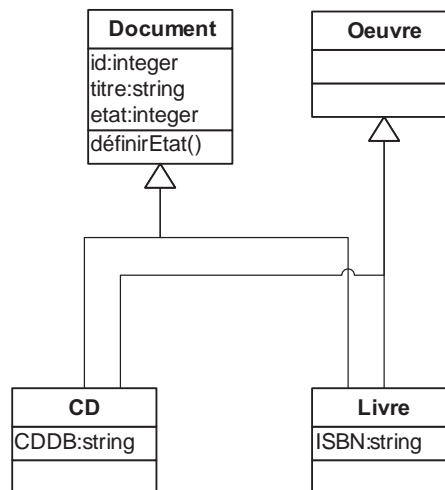 Document
id:integer
titre:string
etat:integer
définirEtat()
Oeuvre
CD
CDDB:string
Livre
ISBN:string